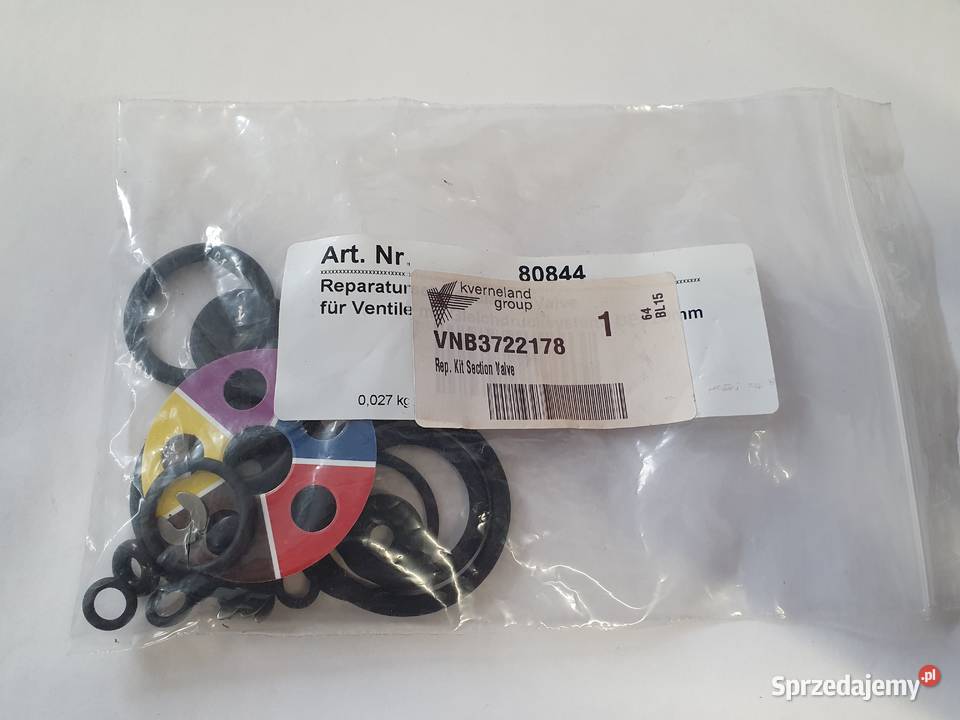 Art. Nr.
80844
Reparatur
für Ventile
mm
0,027 kg
kverneland
group
1
64
BL15
VNB3722178
Rep. Kit Section Valve
Sprzedajemy.pl